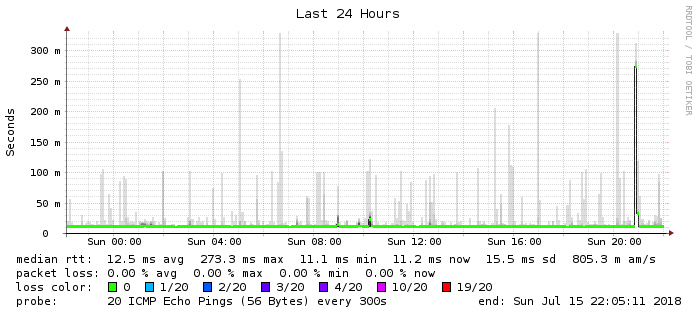 Last 24 Hours
RRDTOOL / TOBI OETIKER
Seconds
300 m
250 m
200 m
150 m
100 m
50 m
0
Sun 00:00 Sun 04:00 Sun 08:00 Sun 12:00 Sun 16:00 Sun 20:00
median rtt: 12.5 ms avg 273.3 ms max 11.1 ms min 11.2 ms now 15.5 ms sd 805.3 m am/s
packet loss: 0.00 % avg 0.00 % max 0.00 % min 0.00 % now
loss color: 0 1/20 2/20 3/20 4/20 10/20 19/20
probe: 20 ICMP Echo Pings (56 Bytes) every 300s end: Sun Jul 15 22:05:11 2018